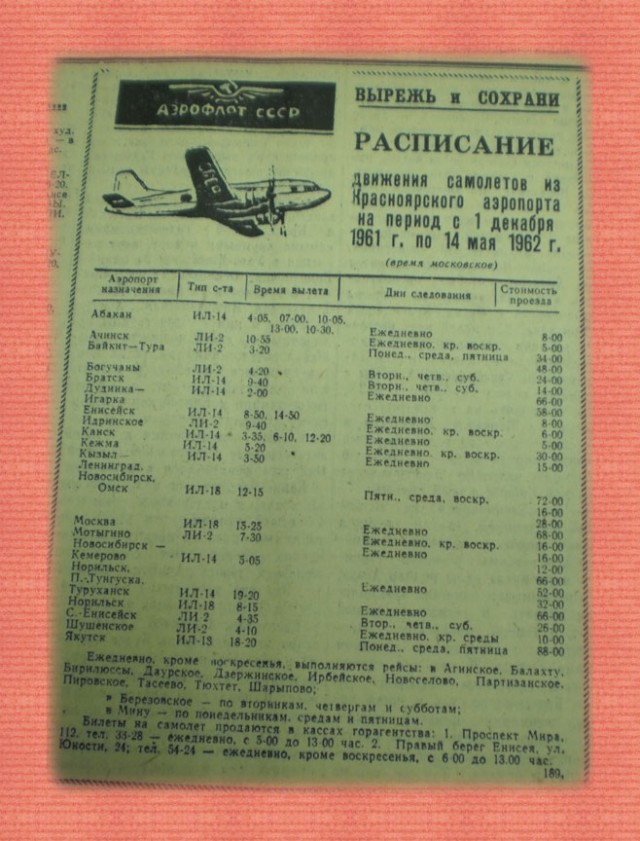 АЭРОФЛОТ СССР
ВЫРЕЖЬ и СОХРАНИ
РАСПИСАНИЕ
движения самолетов из
Красноярского аэропорта
на период с 1 декабря
1961 г. по 14 мая 1962 г.
(время московское)
Аэропорт назначения Тип с-та Время вылета Дни следования Стоимость проезда
Абакан ИЛ-14 4-05, 07-00, 10-05,
13-00, 10-30. Ежедневно 8-00
Ачинск ЛИ-2 10-55 Ежедневно, кр. воскр. 5-00
Байкит—Тура ЛИ-2 3-20 Понед., среда, пятница 34-00
48-00
Богучаны ЛИ-2 4-20 Вторн., четв., суб. 24-00
Братск ИЛ-14 9-40 Вторн., четв., суб. 14-00
Дудинка— ИЛ-14 2-00 Ежедневно 66-00
Игарка 58-00
Енисейск ИЛ-14 8-50, 14-50 Ежедневно 8-00
Идринское ЛИ-2 9-40 Ежедневно, кр. воскр. 6-00
Канск ИЛ-14 3-35, 6-10, 12-20 Ежедневно 5-00
Кежма ИЛ-14 5-20 Ежедневно, кр. воскр. 30-00
Кызыл— ИЛ-14 3-50 Ежедневно 15-00
Ленинград,
Новосибирск,
Омск ИЛ-18 12-15 Пятн., среда, воскр. 72-00
16-00
28-00
Москва ИЛ-18 15-25 Ежедневно 68-00
Мотыгино ЛИ-2 7-30 Ежедневно, кр. воскр. 16-00
Новосибирск — Ежедневно 16-00
Кемерово ИЛ-14 5-05 12-00
Норильск, 66-00
П.-Тунгуска, 52-00
Туруханск ИЛ-14 19-20 Ежедневно 32-00
Норильск ИЛ-18 8-15 Ежедневно 66-00
С.-Енисейск ЛИ-2 4-35 Втор., четв., суб. 26-00
Шушенское ЛИ-2 4-10 Ежедневно, кр. среды 10-00
Якутск ИЛ-18 18-20 Понед., среда, пятница 88-00
Ежедневно, кроме воскресенья, выполняются рейсы: в Агинское, Балахту,
Бирилюссы, Даурское, Дзержинское, Ирбейское, Новоселово, Партизанское,
Пировское, Тасеево, Тюхтет, Шарыпово;
в Березовское — по вторникам, четвергам и субботам;
в Мину — по понедельникам, средам и пятницам.
Билеты на самолет продаются в кассах горагентства: 1. Проспект Мира,
112, тел. 33-28 — ежедневно, с 5-00 до 13-00 час. 2. Правый берег Енисея, ул.
Юности, 24; тел. 54-24 — ежедневно, кроме воскресенья, с 6-00 до 13.00 час.
189.